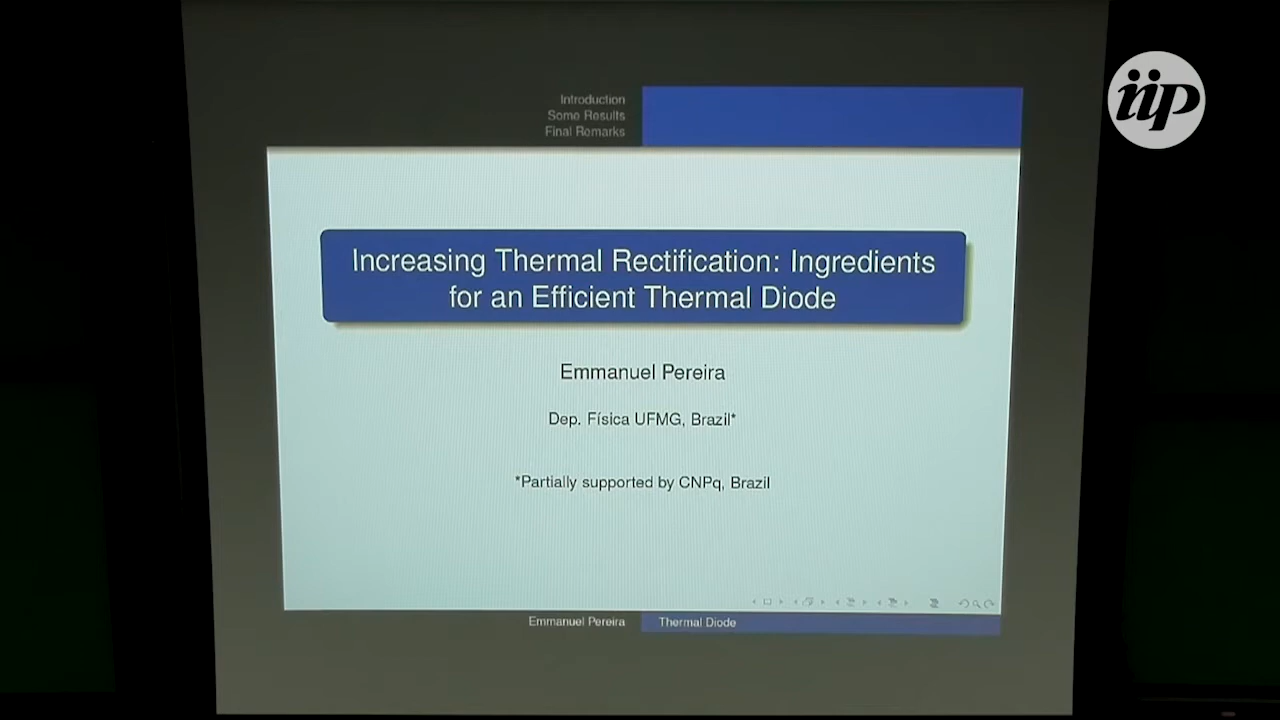 iip
Introduction
Some Results
Final Remarks
Increasing Thermal Rectification: Ingredients
for an Efficient Thermal Diode
Emmanuel Pereira
Dep. Física UFMG, Brazil*
*Partially supported by CNPq, Brazil
Emmanuel Pereira
Thermal Diode